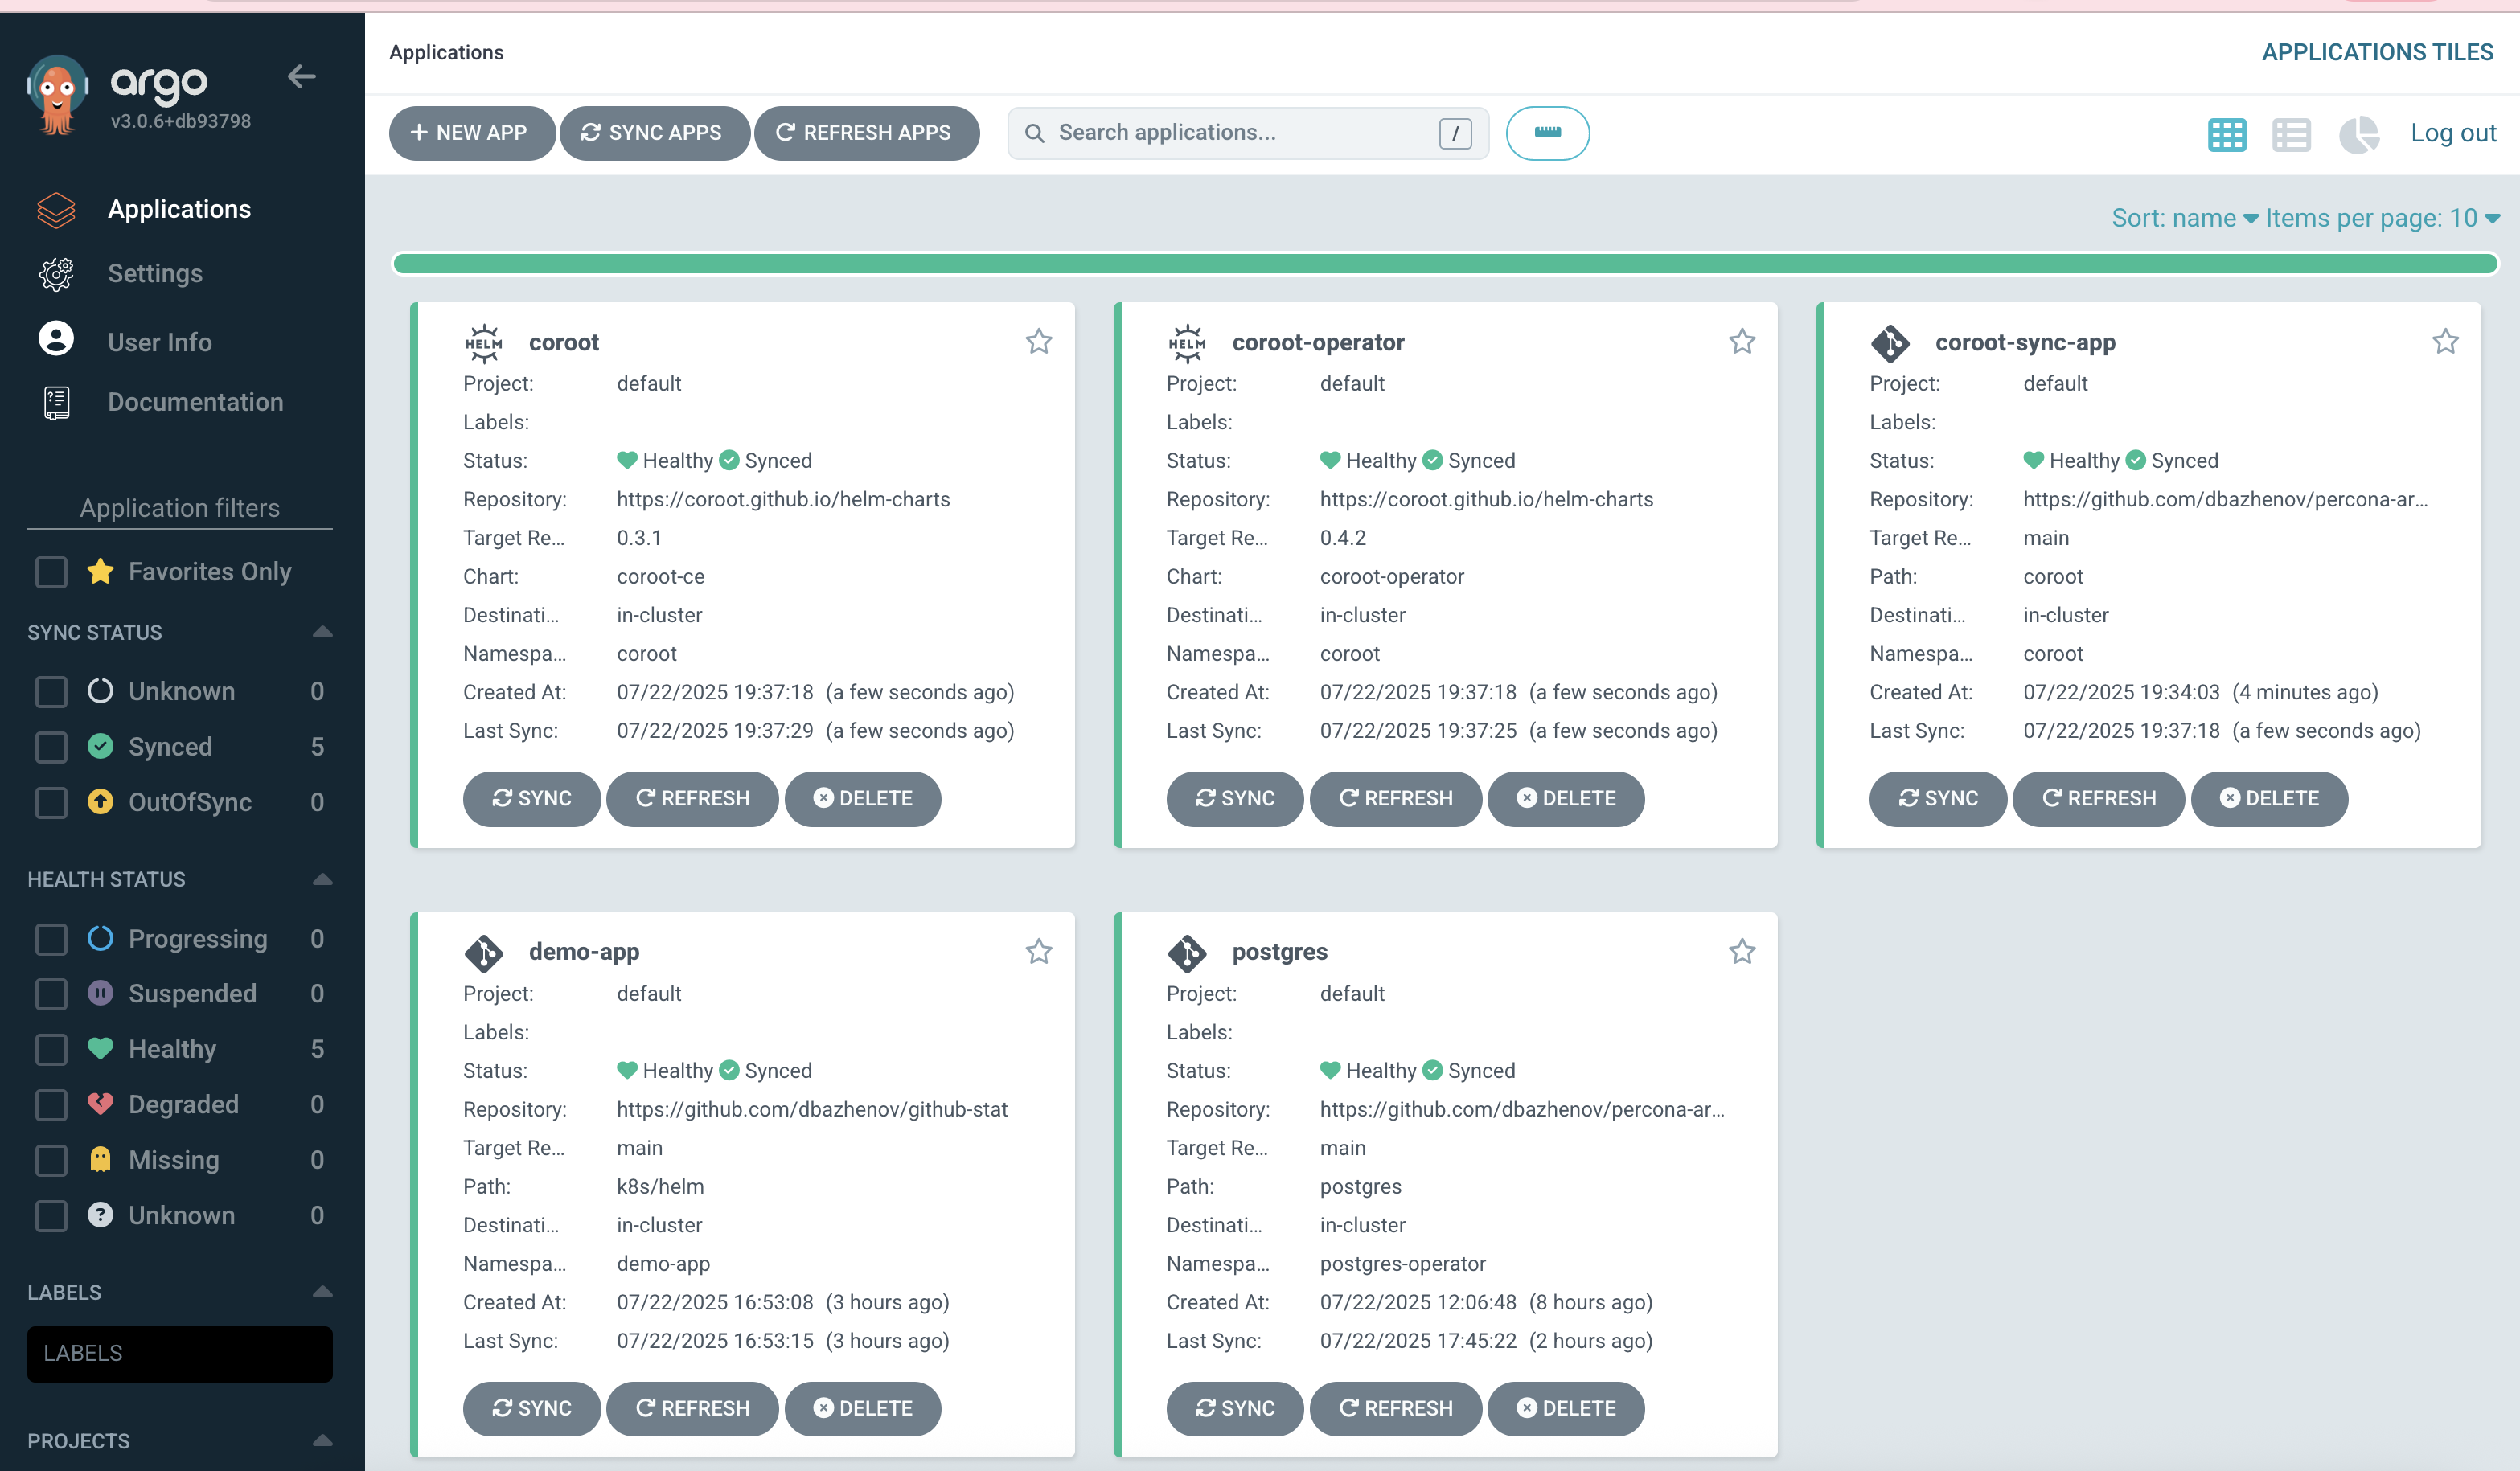 argo
v3.0.6+db93798
Applications
Settings
User Info
Documentation
Application filters
Favorites Only
SYNC STATUS
Unknown 0
Synced 5
OutOfSync 0
HEALTH STATUS
Progressing 0
Suspended 0
Healthy 5
Degraded 0
Missing 0
Unknown 0
LABELS
LABELS
PROJECTS
Applications
APPLICATIONS TILES
+ NEW APP SYNC APPS REFRESH APPS Search applications... / Log out
Sort: name Items per page: 10
HELM coroot
Project: default
Labels:
Status: Healthy Synced
Repository: https://coroot.github.io/helm-charts
Target Re... 0.3.1
Chart: coroot-ce
Destinati... in-cluster
Namespa... coroot
Created At: 07/22/2025 19:37:18 (a few seconds ago)
Last Sync: 07/22/2025 19:37:29 (a few seconds ago)
SYNC REFRESH DELETE
HELM coroot-operator
Project: default
Labels:
Status: Healthy Synced
Repository: https://coroot.github.io/helm-charts
Target Re... 0.4.2
Chart: coroot-operator
Destinati... in-cluster
Namespa... coroot
Created At: 07/22/2025 19:37:18 (a few seconds ago)
Last Sync: 07/22/2025 19:37:25 (a few seconds ago)
SYNC REFRESH DELETE
coroot-sync-app
Project: default
Labels:
Status: Healthy Synced
Repository: https://github.com/dbazhenov/percona-ar...
Target Re... main
Path: coroot
Destinati... in-cluster
Namespa... coroot
Created At: 07/22/2025 19:34:03 (4 minutes ago)
Last Sync: 07/22/2025 19:37:18 (a few seconds ago)
SYNC REFRESH DELETE
demo-app
Project: default
Labels:
Status: Healthy Synced
Repository: https://github.com/dbazhenov/github-stat
Target Re... main
Path: k8s/helm
Destinati... in-cluster
Namespa... demo-app
Created At: 07/22/2025 16:53:08 (3 hours ago)
Last Sync: 07/22/2025 16:53:15 (3 hours ago)
SYNC REFRESH DELETE
postgres
Project: default
Labels:
Status: Healthy Synced
Repository: https://github.com/dbazhenov/percona-ar...
Target Re... main
Path: postgres
Destinati... in-cluster
Namespa... postgres-operator
Created At: 07/22/2025 12:06:48 (8 hours ago)
Last Sync: 07/22/2025 17:45:22 (2 hours ago)
SYNC REFRESH DELETE